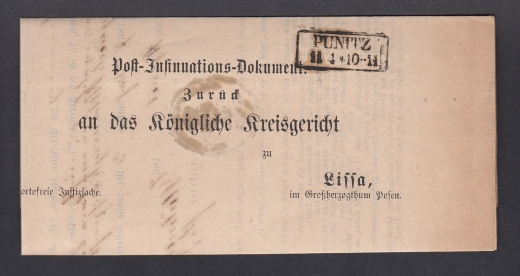 PUNITZ
11 4 * 10-11
Post-Insinuations-Dokument.
Zurück
an das Königliche Kreisgericht
zu
Lissa,
im Großherzogthum Posen.
ortofreie Justizsache.